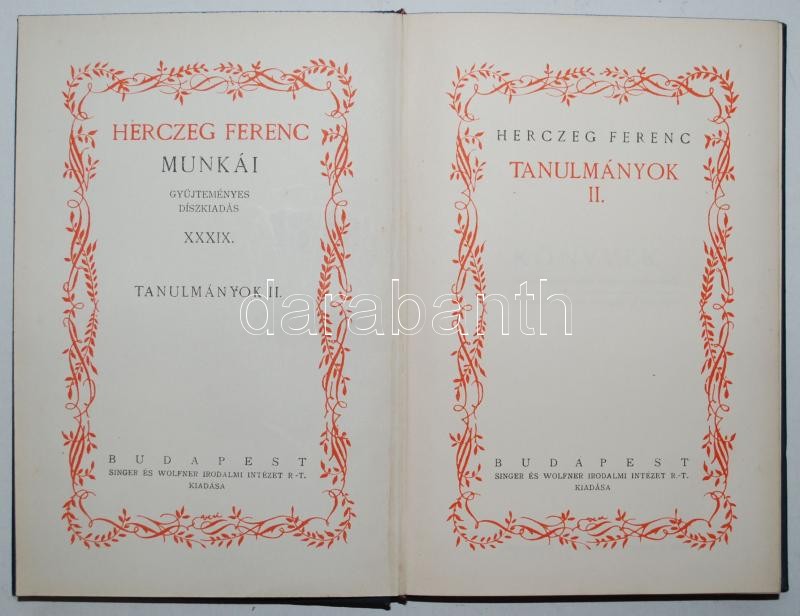 HERCZEG FERENC
MUNKÁI
GYŰJTEMÉNYES
DÍSZKIADÁS
XXXIX.
TANULMÁNYOK II.
BUDAPEST
SINGER ÉS WOLFNER IRODALMI INTÉZET R.-T.
KIADÁSA
HERCZEG FERENC
TANULMÁNYOK
II.
BUDAPEST
SINGER ÉS WOLFNER IRODALMI INTÉZET R.-T.
KIADÁSA
darabanth